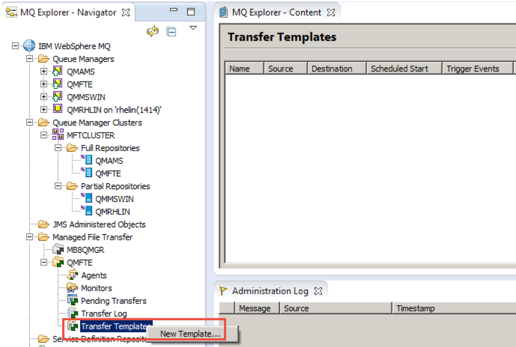 MQ Explorer - Navigator
IBM WebSphere MQ
Queue Managers
QMAMS
QMFTE
QMMSWIN
QMRHLIN on 'rhelin(1414)'
Queue Manager Clusters
MFTCLUSTER
Full Repositories
QMAMS
QMFTE
Partial Repositories
QMMSWIN
QMRHLIN
JMS Administered Objects
Managed File Transfer
MB8QMGR
QMFTE
Agents
Monitors
Pending Transfers
Transfer Log
Transfer Templates
New Template...
Service Definition
MQ Explorer - Content
Transfer Templates
Name Source Destination Scheduled Start Trigger Events
Administration Log
Message Source Timestamp